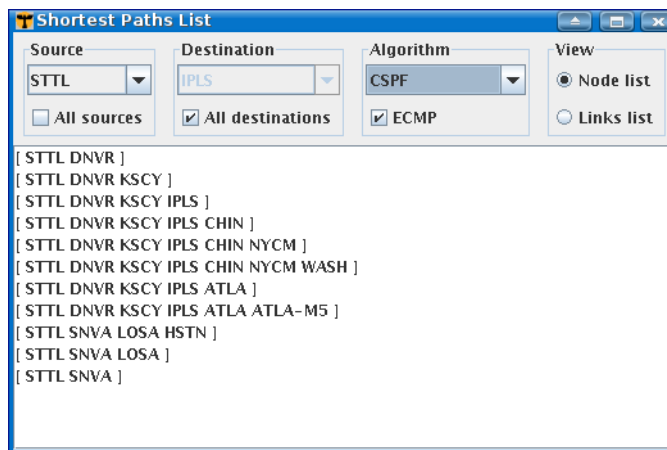 Shortest Paths List
Source Destination Algorithm View
STTL IPLS CSPF Node list
All sources All destinations ECMP Links list
[ STTL DNVR ]
[ STTL DNVR KSCY ]
[ STTL DNVR KSCY IPLS ]
[ STTL DNVR KSCY IPLS CHIN ]
[ STTL DNVR KSCY IPLS CHIN NYCM ]
[ STTL DNVR KSCY IPLS CHIN NYCM WASH ]
[ STTL DNVR KSCY IPLS ATLA ]
[ STTL DNVR KSCY IPLS ATLA ATLA-M5 ]
[ STTL SNVA LOSA HSTN ]
[ STTL SNVA LOSA ]
[ STTL SNVA ]